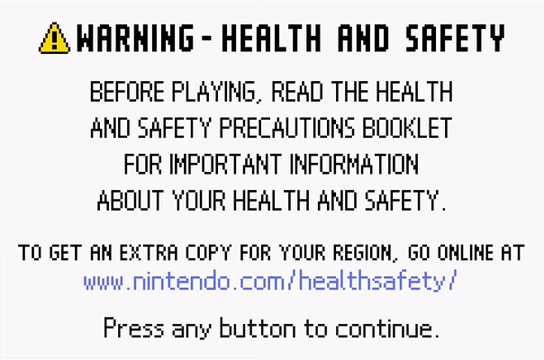 WARNING - HEALTH AND SAFETY
BEFORE PLAYING, READ THE HEALTH
AND SAFETY PRECAUTIONS BOOKLET
FOR IMPORTANT INFORMATION
ABOUT YOUR HEALTH AND SAFETY.
TO GET AN EXTRA COPY FOR YOUR REGION, GO ONLINE AT
www.nintendo.com/healthsafety/
Press any button to continue.